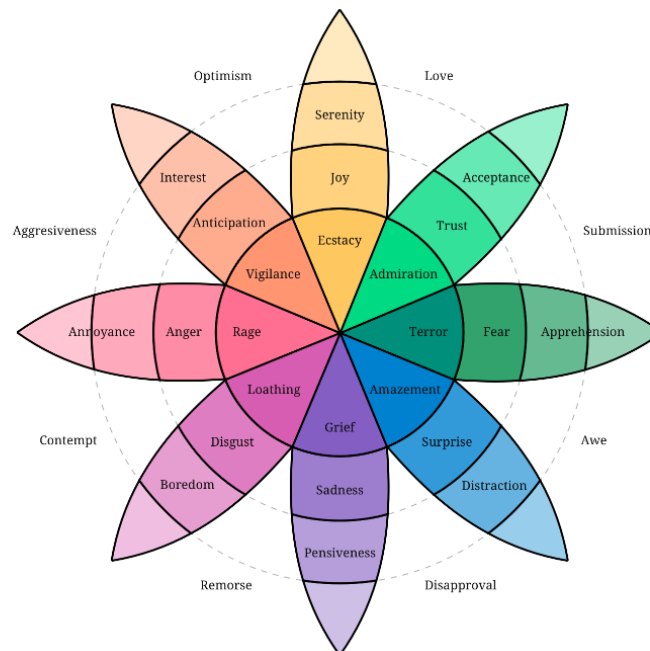 Optimism
Love
Serenity
Interest
Joy
Acceptance
Anticipation
Trust
Aggresiveness
Ecstacy
Submission
Vigilance
Admiration
Annoyance
Anger
Rage
Terror
Fear
Apprehension
Loathing
Amazement
Contempt
Disgust
Grief
Surprise
Awe
Boredom
Sadness
Distraction
Pensiveness
Remorse
Disapproval